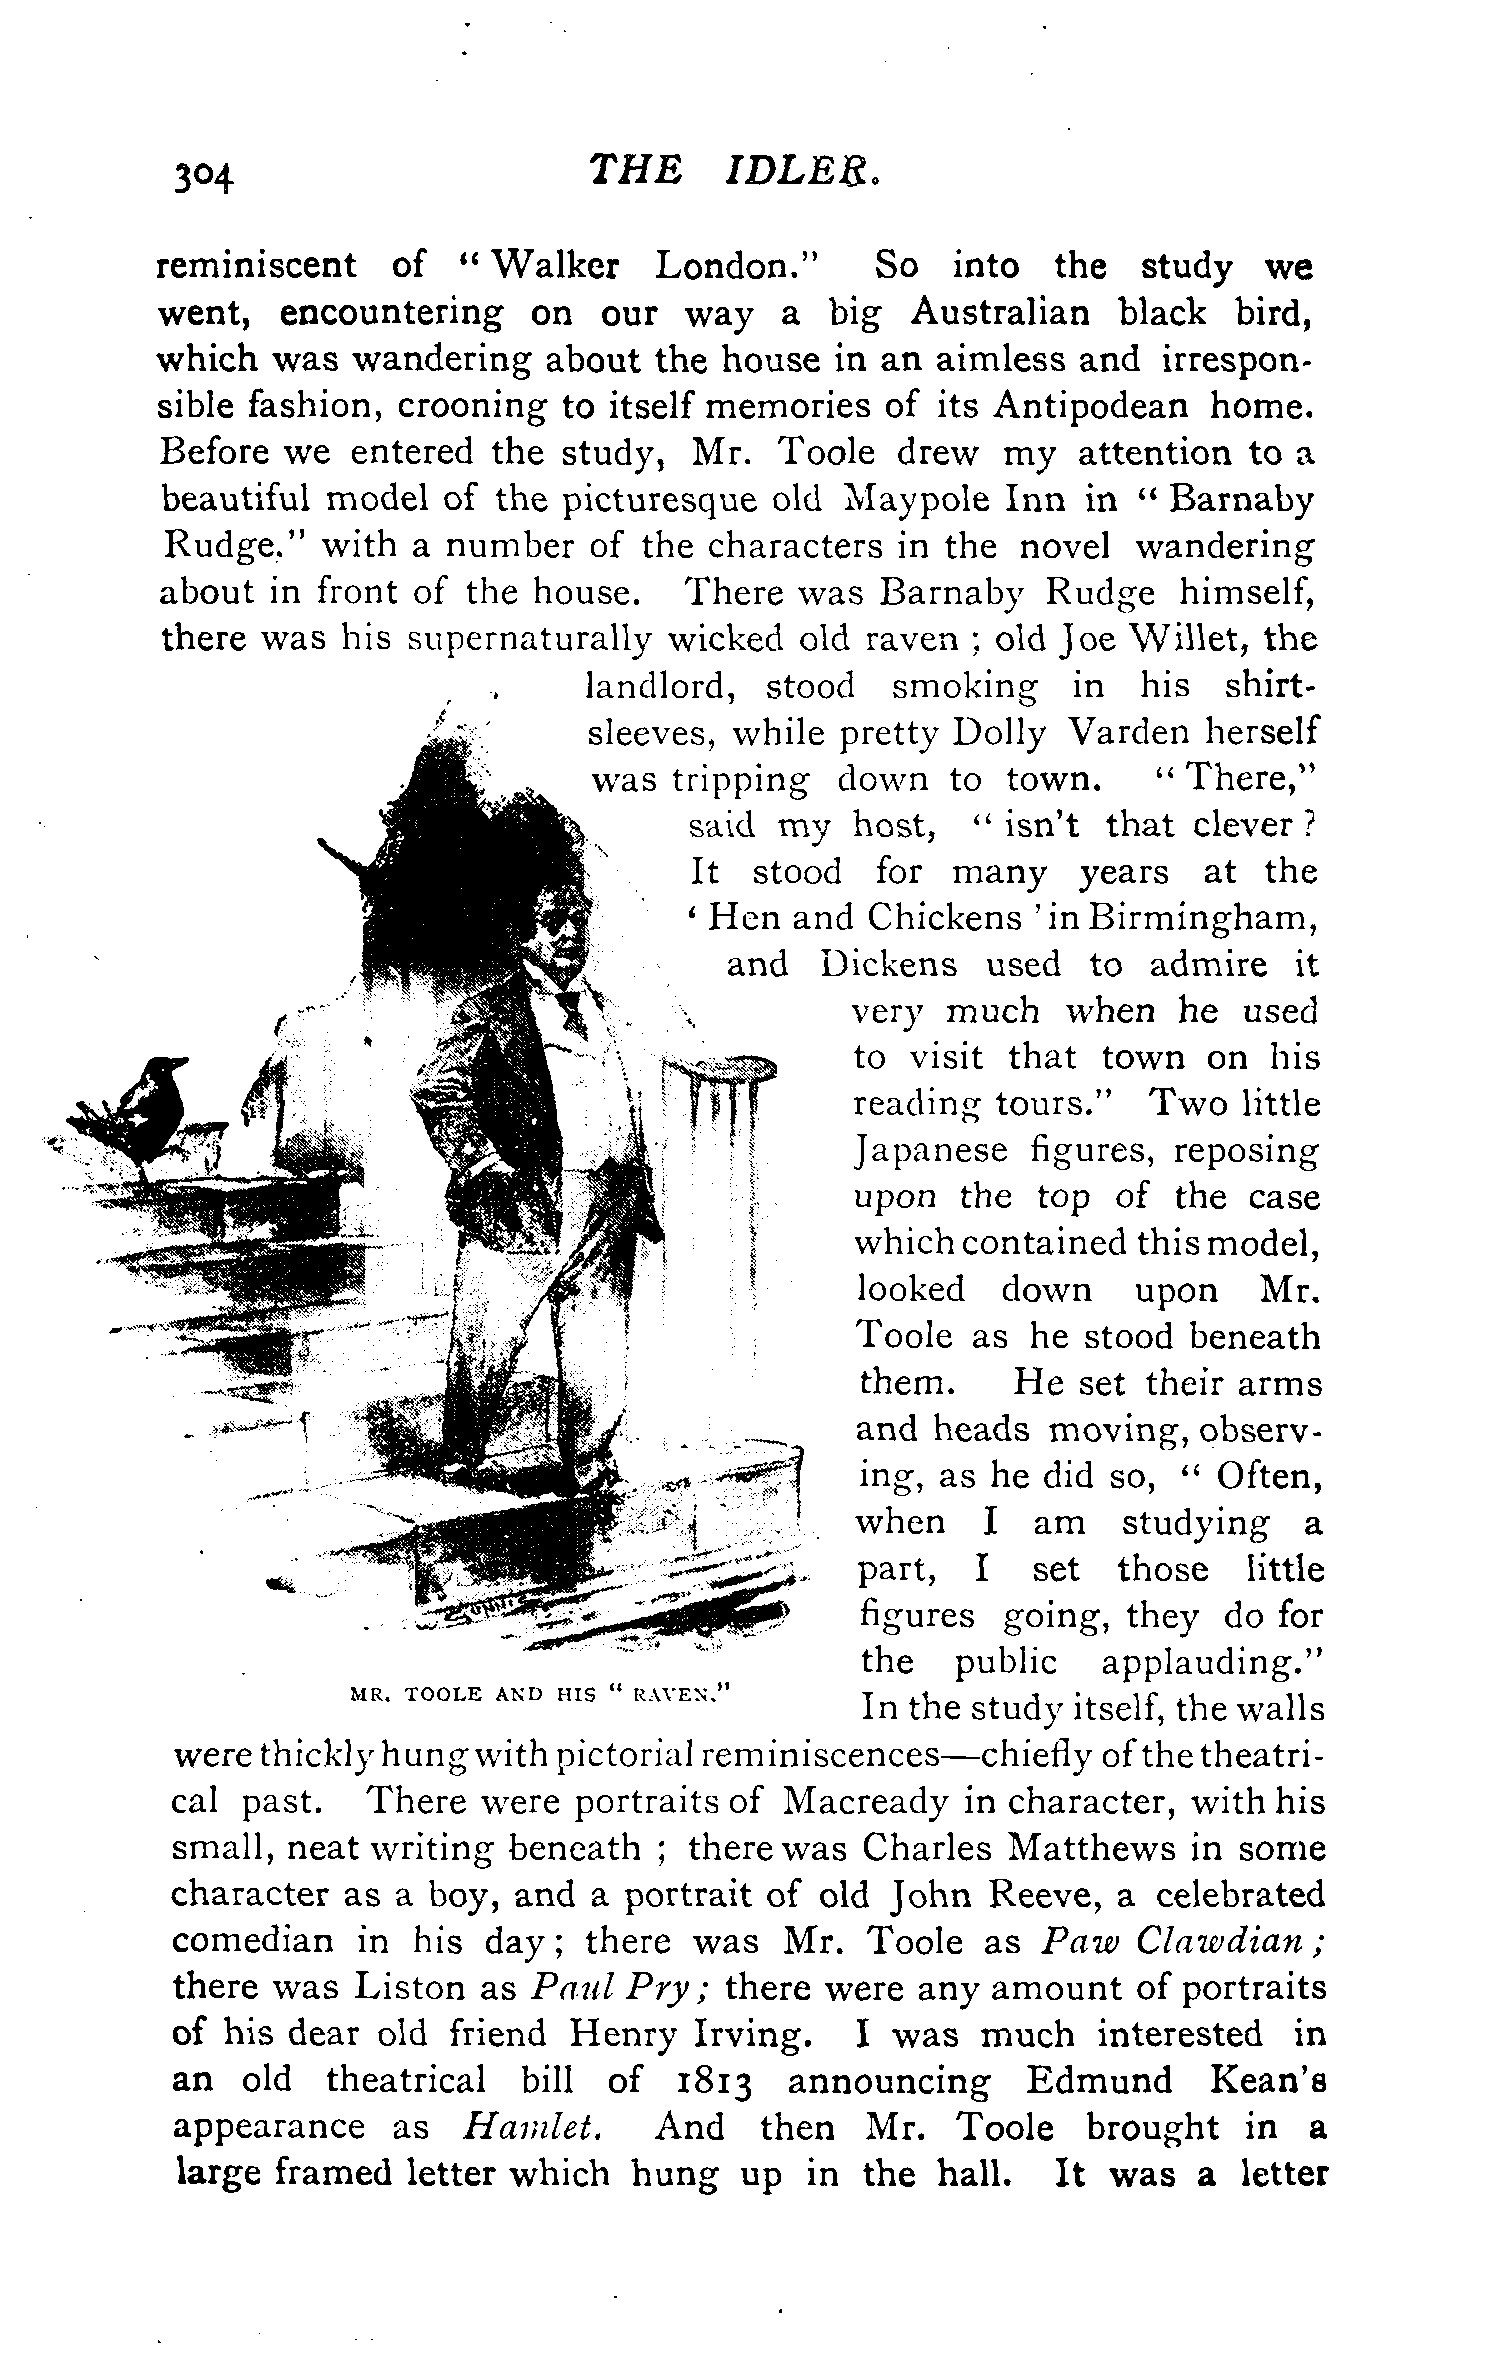 304 THE IDLER.
reminiscent of “ Walker London.” So into the study we
went, encountering on our way a big Australian black bird,
which was wandering about the house in an aimless and irrespon-
sible fashion, crooning to itself memories of its Antipodean home.
Before we entered the study, Mr. Toole drew my attention to a
beautiful model of the picturesque old Maypole Inn in “ Barnaby
Rudge.” with a number of the characters in the novel wandering
about in front of the house. There was Barnaby Rudge himself,
there was his supernaturally wicked old raven ; old Joe Willet, the
landlord, stood smoking in his shirt-
sleeves, while pretty Dolly Varden herself
was tripping down to town. “ There,”
said my host, “ isn't that clever ?
It stood for many years at the
‘ Hen and Chickens ’ in Birmingham,
and Dickens used to admire it
very much when he used
to visit that town on his
reading tours.” Two little
Japanese figures, reposing
upon the top of the case
which contained this model,
looked down upon Mr.
Toole as he stood beneath
them. He set their arms
and heads moving, observ-
ing, as he did so, “ Often,
when I am studying a
part, I set those little
figures going, they do for
the public applauding.”
MR. TOOLE AND HIS “ RAVEN.”
In the study itself, the walls
were thickly hung with pictorial reminiscences—chiefly of the theatri-
cal past. There were portraits of Macready in character, with his
small, neat writing beneath ; there was Charles Matthews in some
character as a boy, and a portrait of old John Reeve, a celebrated
comedian in his day ; there was Mr. Toole as Paw Clawdian ;
there was Liston as Paul Pry ; there were any amount of portraits
of his dear old friend Henry Irving. I was much interested in
an old theatrical bill of 1813 announcing Edmund Kean's
appearance as Hamlet. And then Mr. Toole brought in a
large framed letter which hung up in the hall. It was a letter